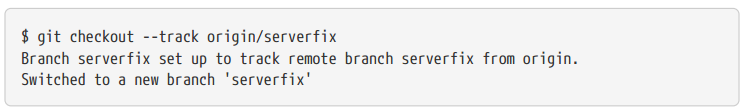 $ git checkout --track origin/serverfix
Branch serverfix set up to track remote branch serverfix from origin.
Switched to a new branch 'serverfix'